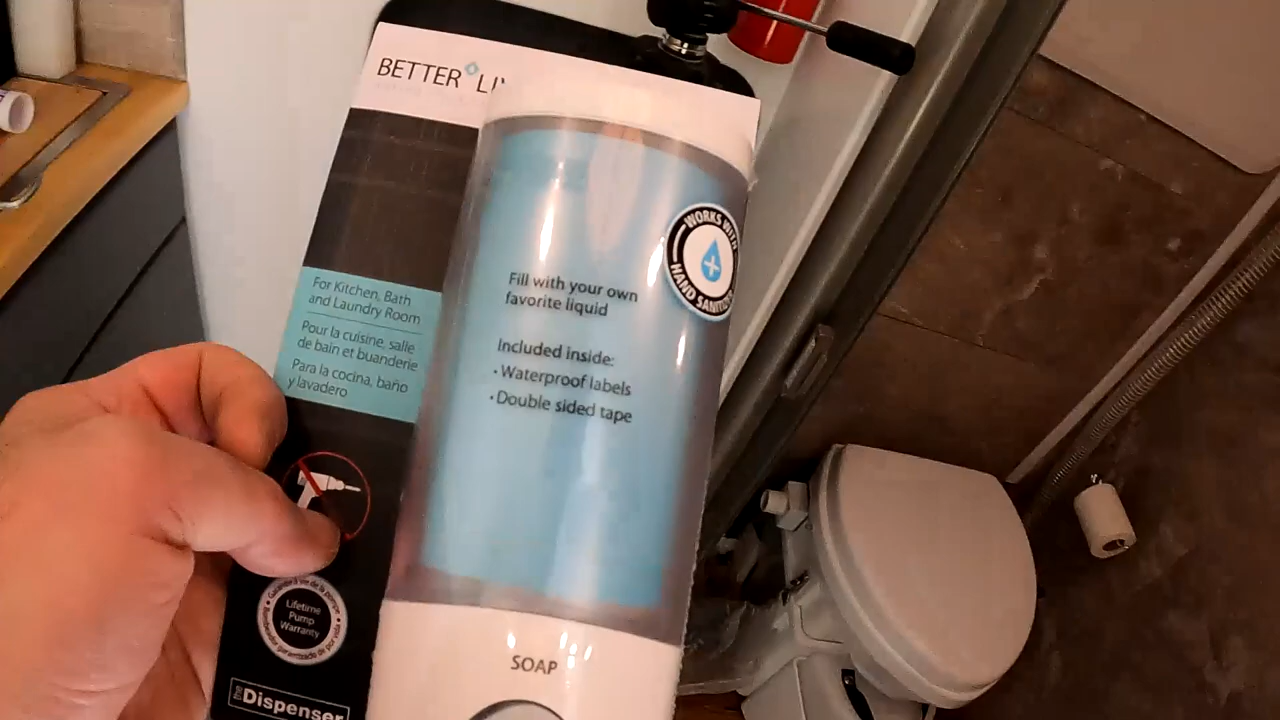 BETTER LI
For Kitchen, Bath
and Laundry Room
Pour la cuisine, salle
de bain et buanderie
Para la cocina, baño
y lavadero
Fill with your own
favorite liquid
Included inside:
• Waterproof labels
• Double sided tape
WORKS WITH
HAND SANITIZ
Lifetime
Pump
Warranty
SOAP
the Dispenser